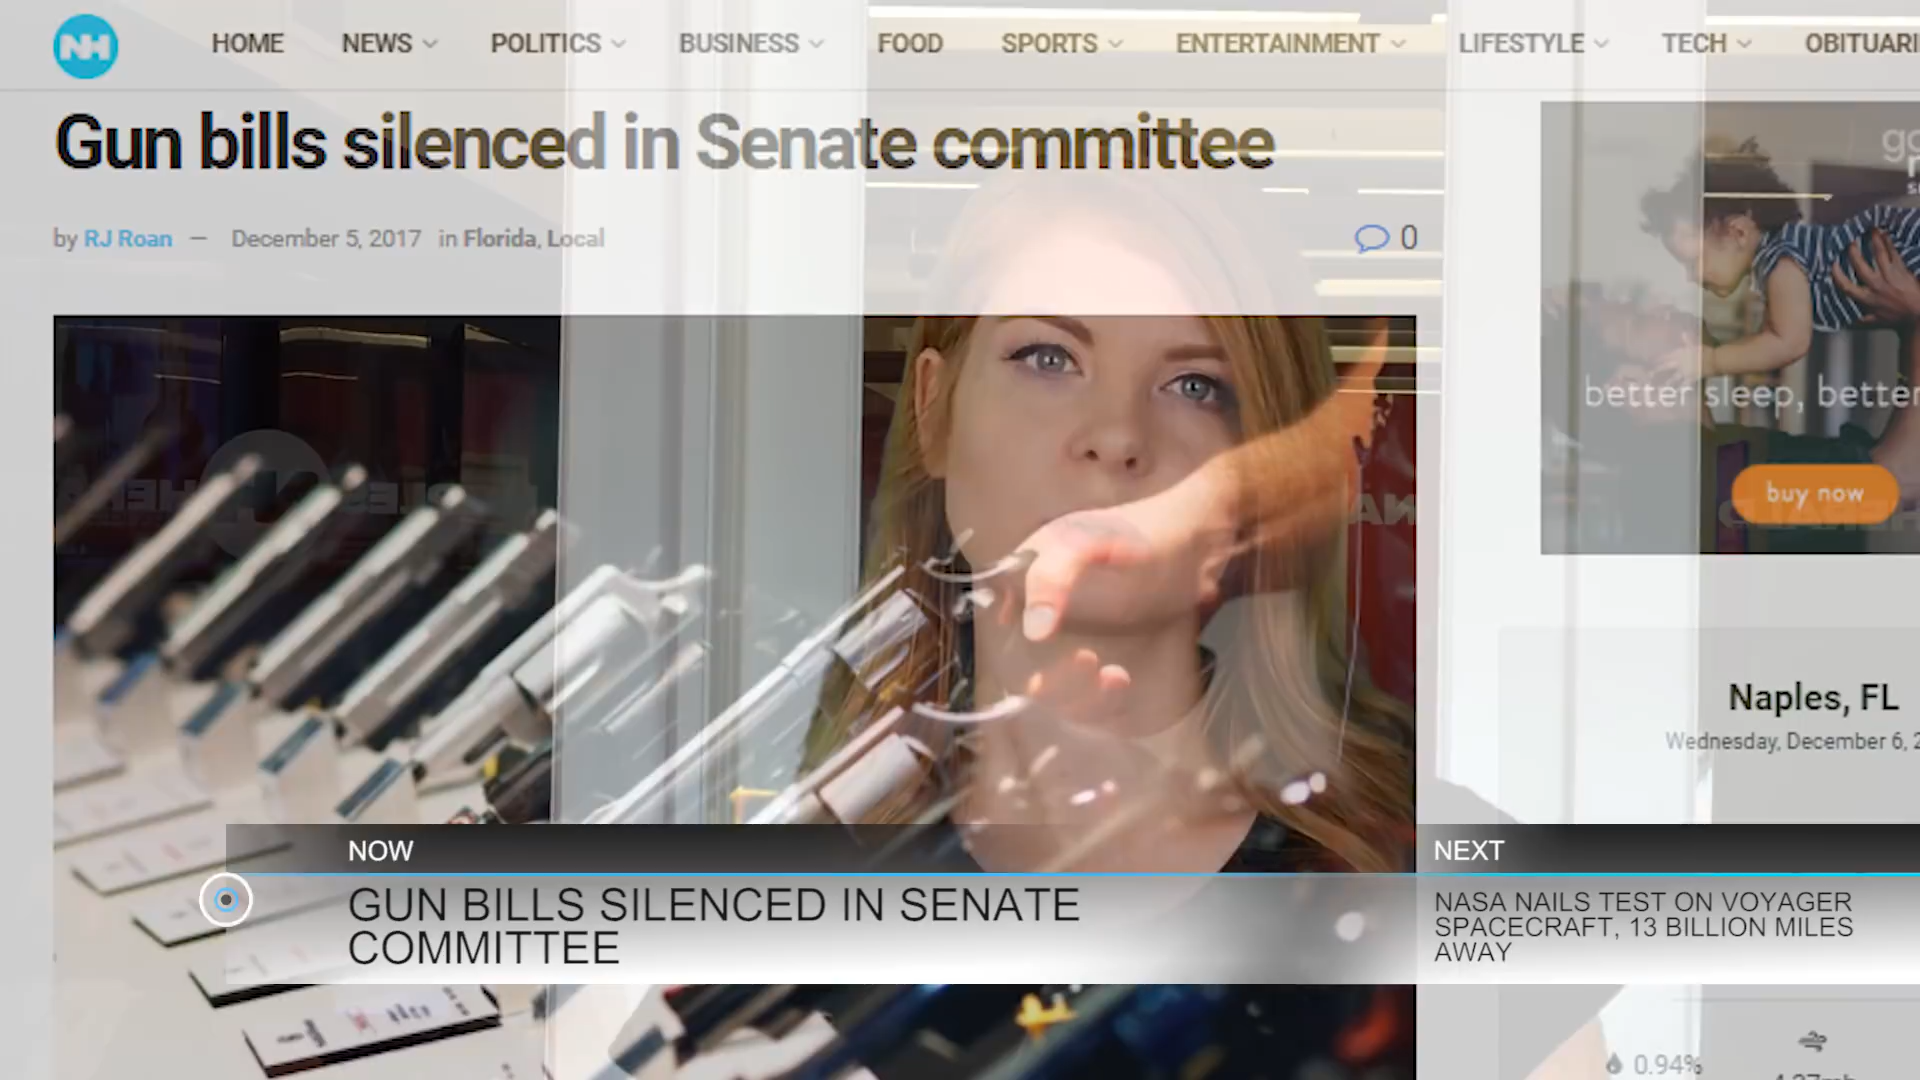 NH
HOME NEWS POLITICS BUSINESS FOOD SPORTS ENTERTAINMENT LIFESTYLE TECH OBITUARI
Gun bills silenced in Senate committee
by RJ Roan — December 5, 2017 in Florida, Local
0
better sleep, better
buy now
Naples, FL
Wednesday, December 6, 2
NOW
GUN BILLS SILENCED IN SENATE
COMMITTEE
NEXT
NASA NAILS TEST ON VOYAGER
SPACECRAFT, 13 BILLION MILES
AWAY
0.94%